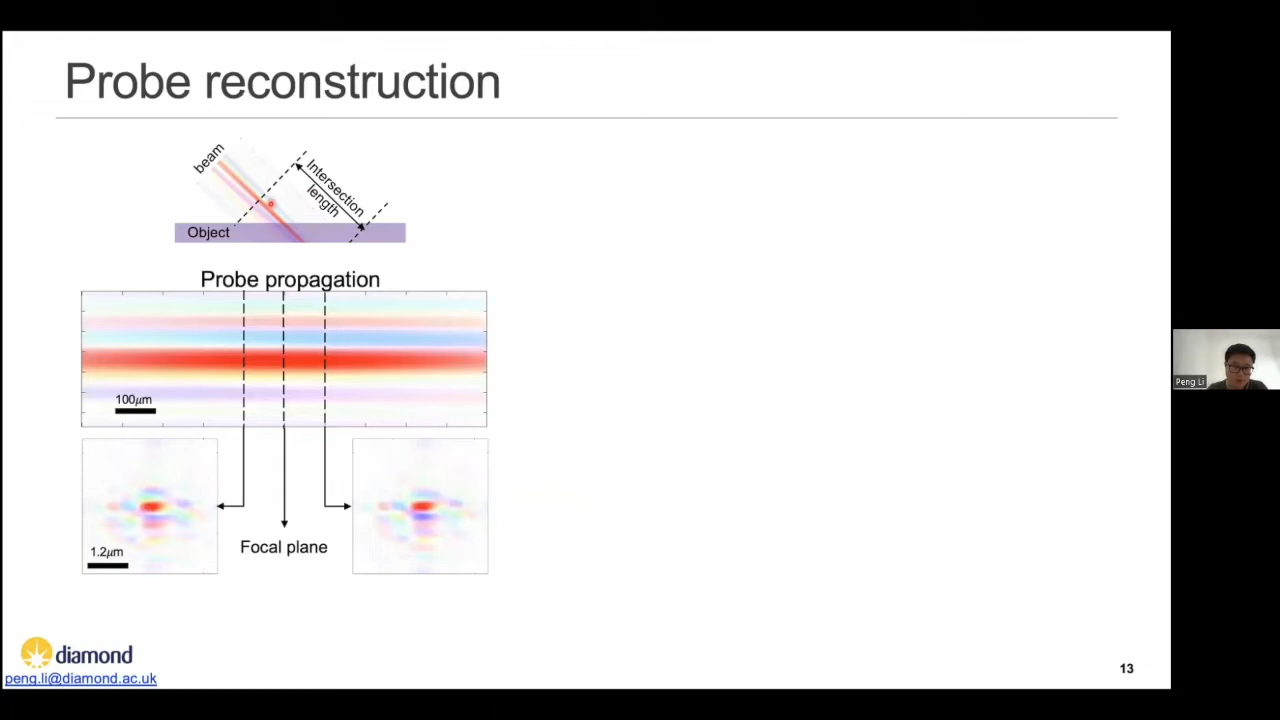 Probe reconstruction
beam
Intersection
length
Object
Probe propagation
100μm
1.2μm
Focal plane
Peng Li
diamond
peng.li@diamond.ac.uk
13